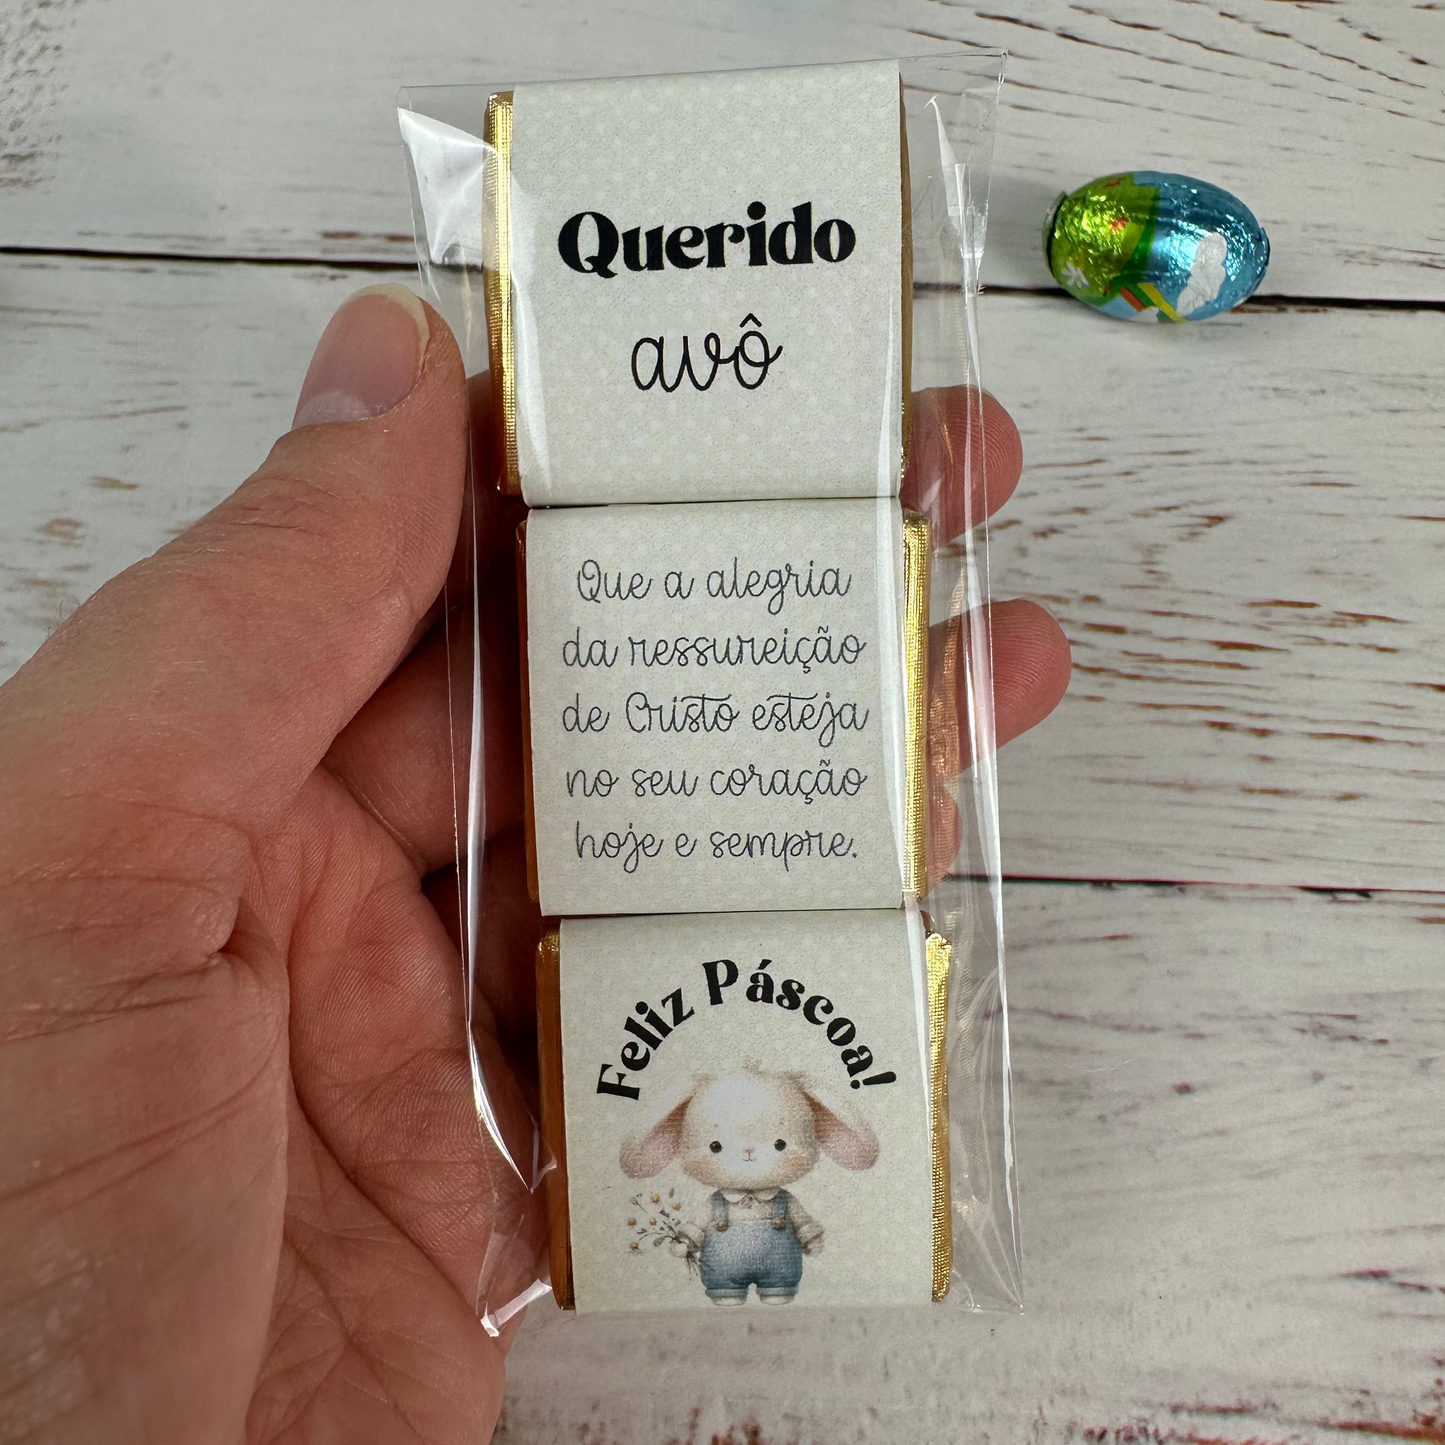 Querido
avô
Que a alegria
da ressureição
de Cristo esteja
no seu coração
hoje e sempre.
Feliz Páscoa!